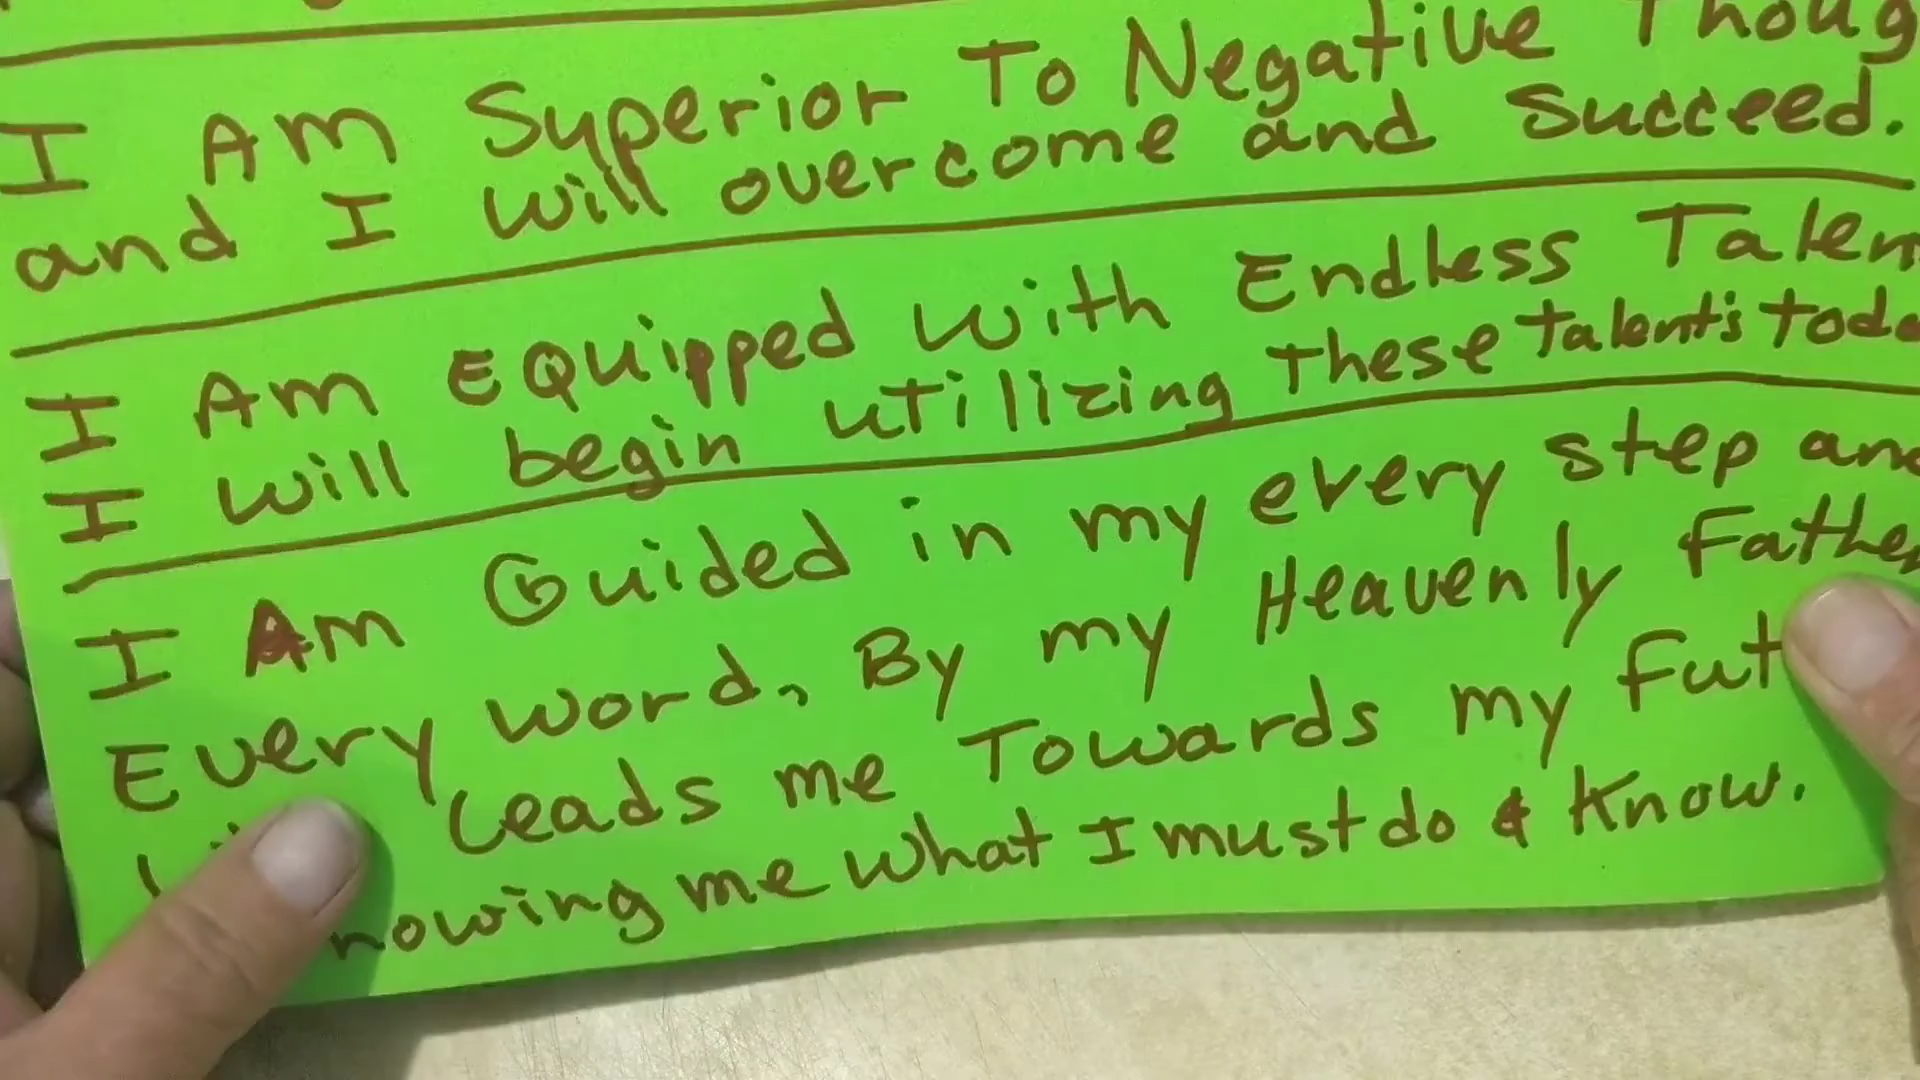 I Am Superior To Negative
and I will overcome and Succeed.
I Am EQuipped with Endless
I will begin utilizing These talents
I Am Guided in my every step
Every word, By my Heavenly
Leads me Towards my
me what I must do & Know.